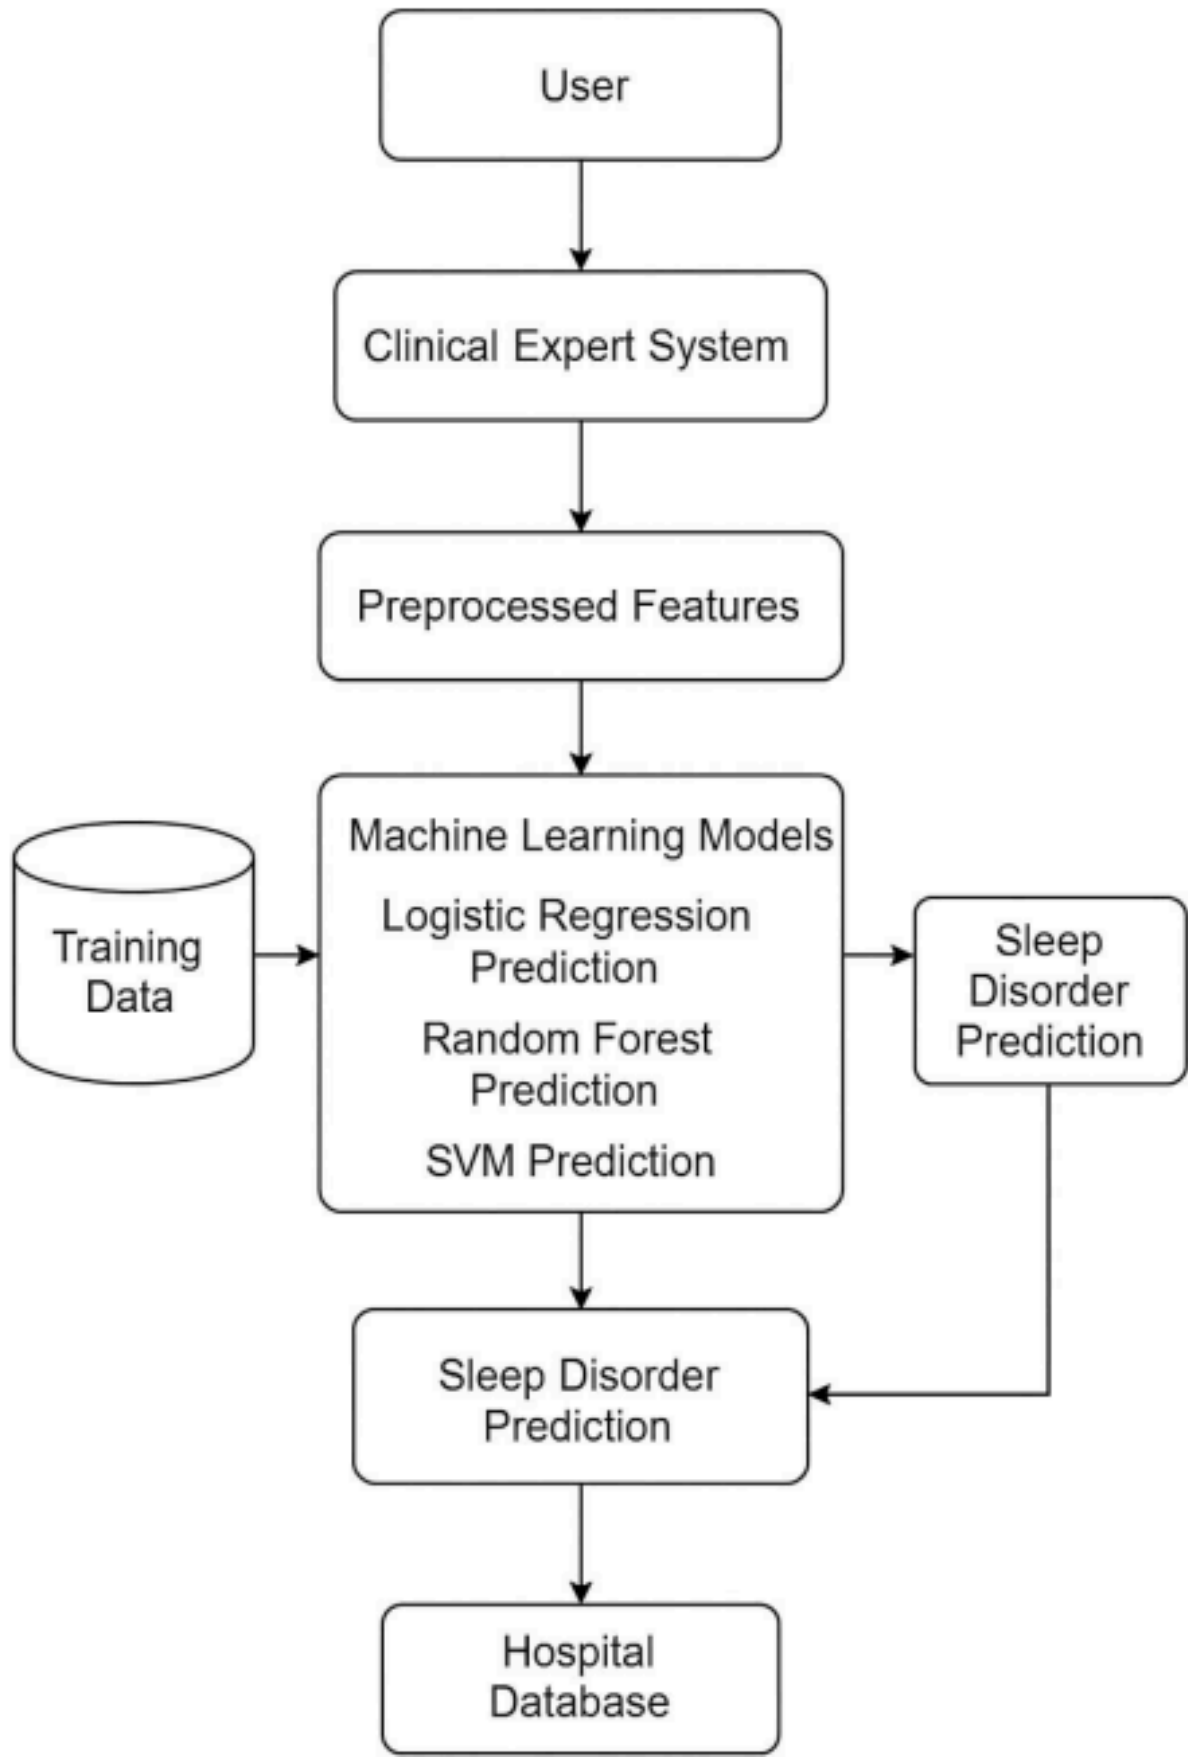 User
Clinical Expert System
Preprocessed Features
Machine Learning Models
Logistic Regression
Prediction
Random Forest
Prediction
SVM Prediction
Training
Data
Sleep
Disorder
Prediction
Sleep Disorder
Prediction
Hospital
Database